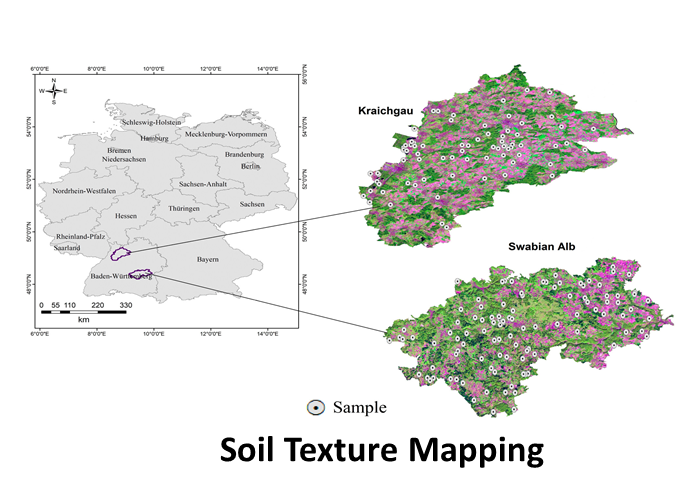 6°0'0"E 8°0'0"E 10°0'0"E 12°0'0"E 14°0'0"E
56°0'0"N
54°0'0"N
52°0'0"N
50°0'0"N
48°0'0"N
N
W E
S
Schleswig-Holstein
Hamburg
Mecklenburg-Vorpommern
Bremen
Niedersachsen
Brandenburg
Berlin
Sachsen-Anhalt
Nordrhein-Westfalen
Sachsen
Thüringen
Hessen
Rheinland-Pfalz
Saarland
Bayern
Baden-Württemberg
0 55 110 220 330
km
6°0'0"E 8°0'0"E 10°0'0"E 12°0'0"E 14°0'0"E
Kraichgau
Swabian Alb
Sample
Soil Texture Mapping